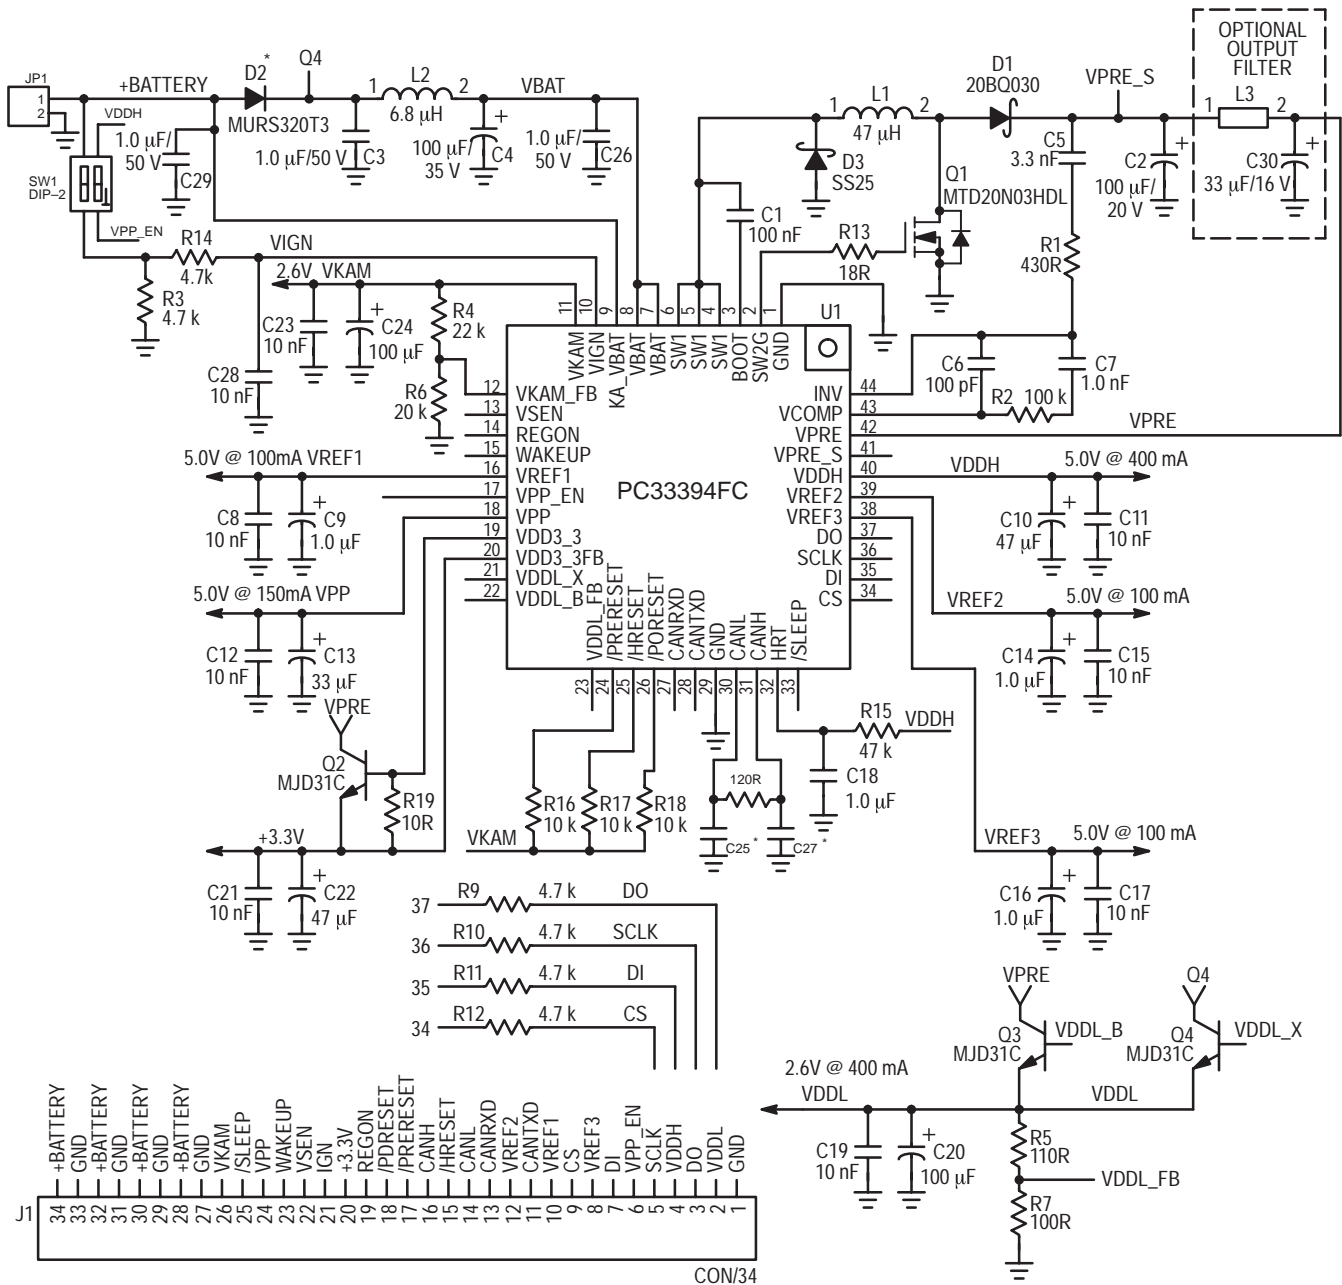 OPTIONAL
OUTPUT
FILTER
JP1
1
2
+BATTERY
D2
*
MURS320T3
Q4
1
L2
2
6.8 µH
VBAT
VDDH
SW1
DIP–2
VPP_EN
1.0 µF/
50 V
C29
1.0 µF/50 V
C3
100 µF/
35 V
+
C4
1.0 µF/
50 V
C26
1
L1
2
47 µH
D1
20BQ030
VPRE_S
1
L3
2
D3
SS25
Q1
MTD20N03HDL
C5
3.3 nF
+
C2
100 µF/
20 V
+
C30
33 µF/16 V
C1
100 nF
R13
18R
R1
430R
R14
4.7k
VIGN
R3
4.7 k
2.6V VKAM
C23
10 nF
+
C24
100 µF
R4
22 k
R6
20 k
C28
10 nF
C6
100 pF
C7
1.0 nF
R2
100 k
VPRE
U1
PC33394FC
11
10
9
8
7
6
5
4
3
2
1
VKAM
VIGN
KA_VBAT
VBAT
VBAT
SW1
SW1
SW1
BOOT
SW2G
GND
12 VKAM_FB
13 VSEN
14 REGON
15 WAKEUP
16 VREF1
17 VPP_EN
18 VPP
19 VDD3_3
20 VDD3_3FB
21 VDDL_X
22 VDDL_B
INV 44
VCOMP 43
VPRE 42
VPRE_S 41
VDDH 40
VREF2 39
VREF3 38
DO 37
SCLK 36
DI 35
CS 34
VDDL_FB
/PRERESET
/HRESET
/PORESET
CANRXD
CANTXD
GND
CANL
CANH
HRT
/SLEEP
23
24
25
26
27
28
29
30
31
32
33
5.0V @ 100mA VREF1
C8
10 nF
+
C9
1.0 µF
5.0V @ 150mA VPP
C12
10 nF
+
C13
33 µF
VPRE
Q2
MJD31C
R19
10R
+3.3V
C21
10 nF
+
C22
47 µF
VDDH
5.0V @ 400 mA
C10
47 µF
+
C11
10 nF
VREF2
5.0V @ 100 mA
C14
1.0 µF
+
C15
10 nF
VREF3
5.0V @ 100 mA
C16
1.0 µF
+
C17
10 nF
R15
47 k
VDDH
C18
1.0 µF
120R
C25 *
C27 *
R16
10 k
R17
10 k
R18
10 k
VKAM
37
R9
4.7 k
DO
36
R10
4.7 k
SCLK
35
R11
4.7 k
DI
34
R12
4.7 k
CS
VPRE
Q3
MJD31C
VDDL_B
Q4
Q4
MJD31C
VDDL_X
2.6V @ 400 mA
VDDL
VDDL
C19
10 nF
+
C20
100 µF
R5
110R
VDDL_FB
R7
100R
+BATTERY
GND
+BATTERY
GND
+BATTERY
GND
+BATTERY
GND
VKAM
/SLEEP
VPP
WAKEUP
VSEN
IGN
+3.3V
REGON
/PDRESET
/PRERESET
CANH
/HRESET
CANL
CANRXD
VREF2
CANTXD
VREF1
CS
VREF3
DI
VPP_EN
SCLK
VDDH
DO
VDDL
GND
J1
34
33
32
31
30
29
28
27
26
25
24
23
22
21
20
19
18
17
16
15
14
13
12
11
10
9
8
7
6
5
4
3
2
1
CON/34